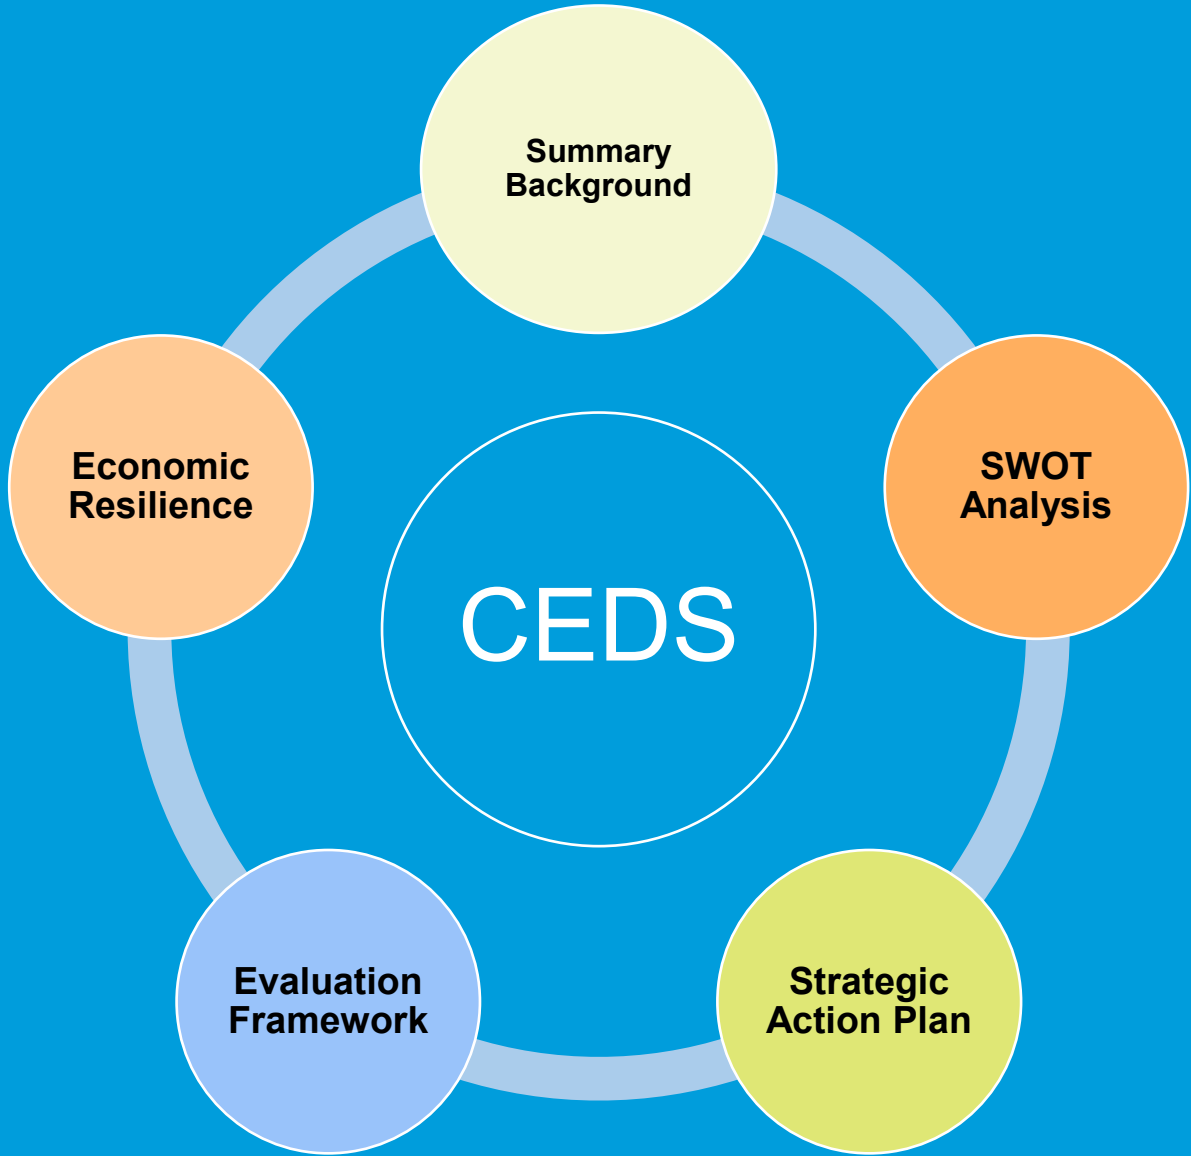 Summary
Background
SWOT
Analysis
Strategic
Action Plan
Evaluation
Framework
Economic
Resilience
CEDS